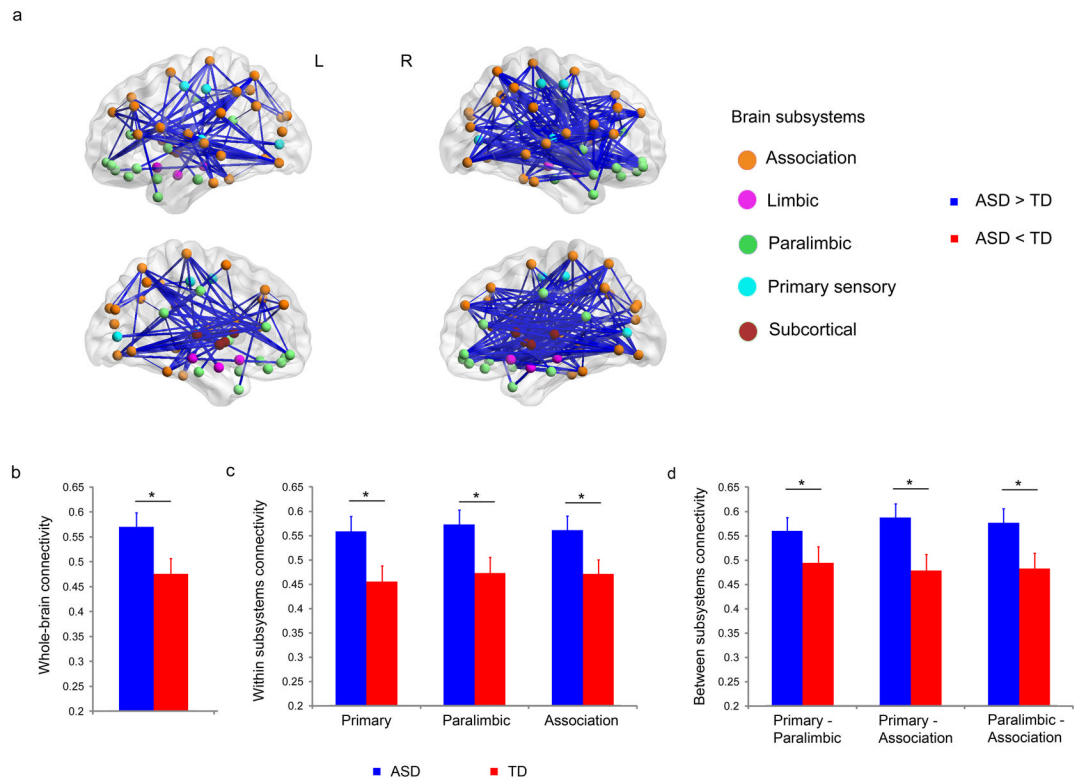 a
L
R
Brain subsystems
Association
Limbic
Paralimbic
Primary sensory
Subcortical
ASD > TD
ASD < TD
b
Whole-brain connectivity
0.65
0.6
0.55
0.5
0.45
0.4
0.35
0.3
0.25
0.2
*
c
Within subsystems connectivity
0.65
0.6
0.55
0.5
0.45
0.4
0.35
0.3
0.25
0.2
*
*
*
Primary
Paralimbic
Association
d
Between subsystems connectivity
0.65
0.6
0.55
0.5
0.45
0.4
0.35
0.3
0.25
0.2
*
*
*
Primary -
Paralimbic
Primary -
Association
Paralimbic -
Association
ASD
TD